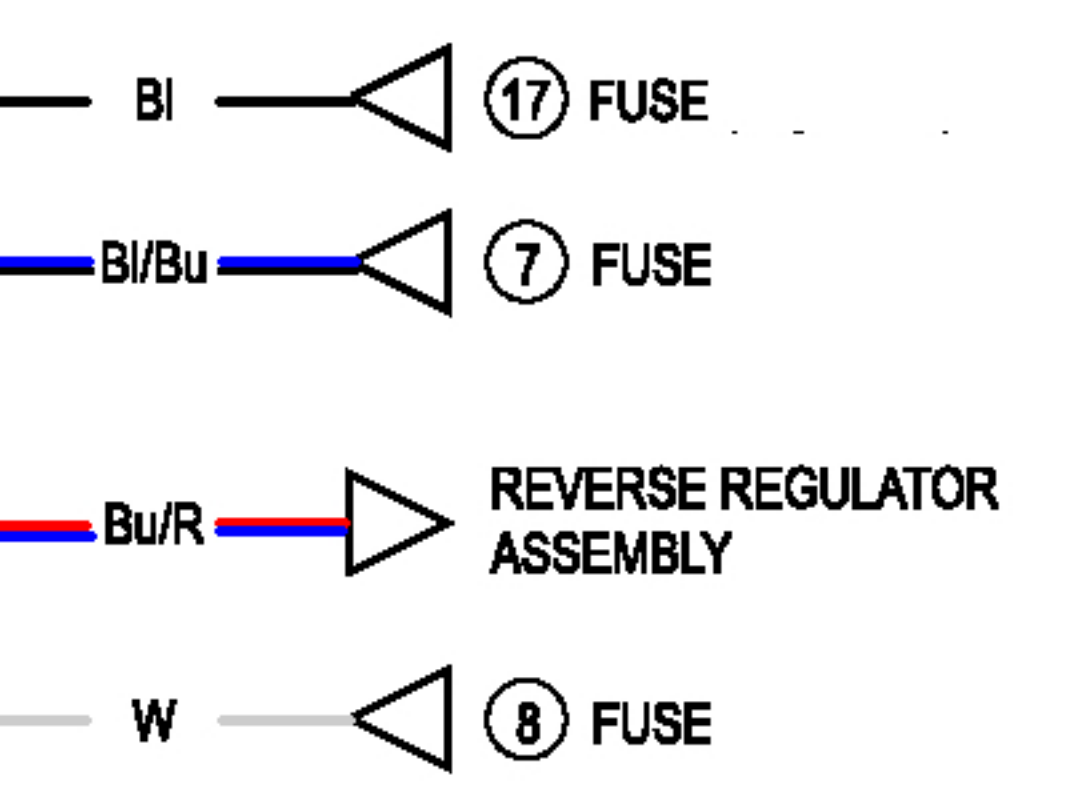 Bl 17 FUSE
Bl/Bu 7 FUSE
Bu/R REVERSE REGULATOR
ASSEMBLY
W 8 FUSE